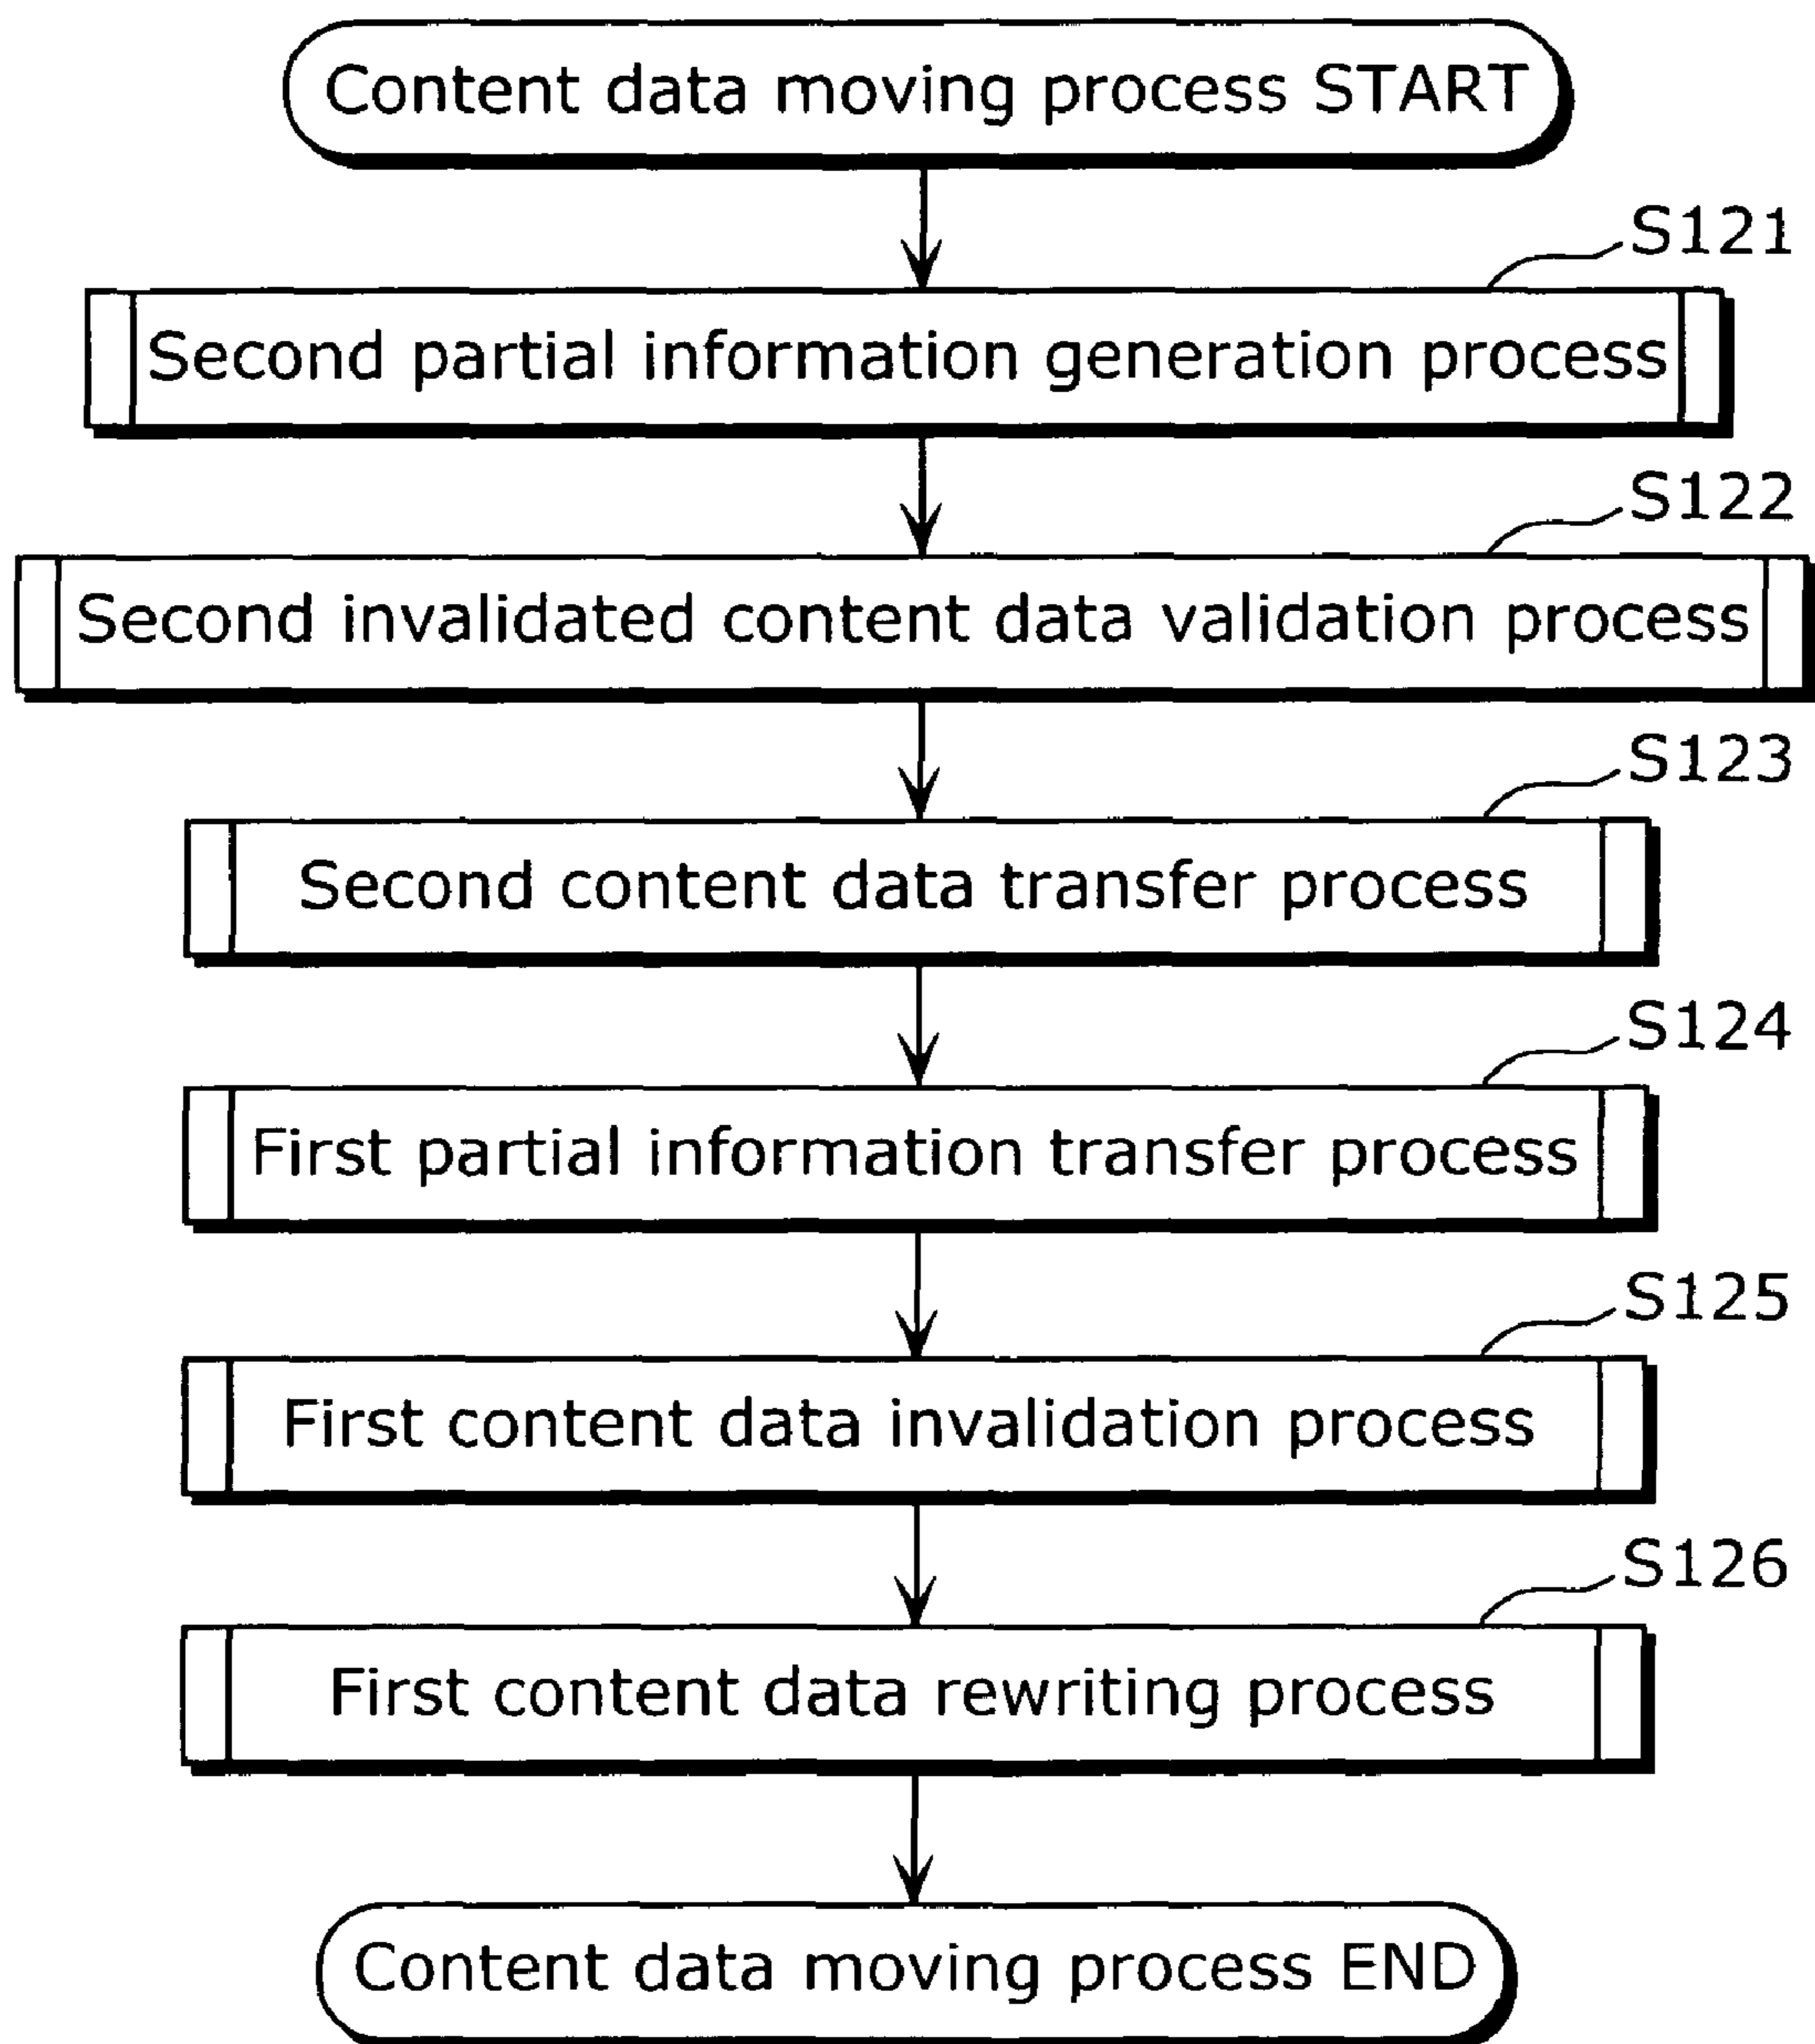 Content data moving process START
S121
Second partial information generation process
S122
Second invalidated content data validation process
S123
Second content data transfer process
S124
First partial information transfer process
S125
First content data invalidation process
S126
First content data rewriting process
Content data moving process END